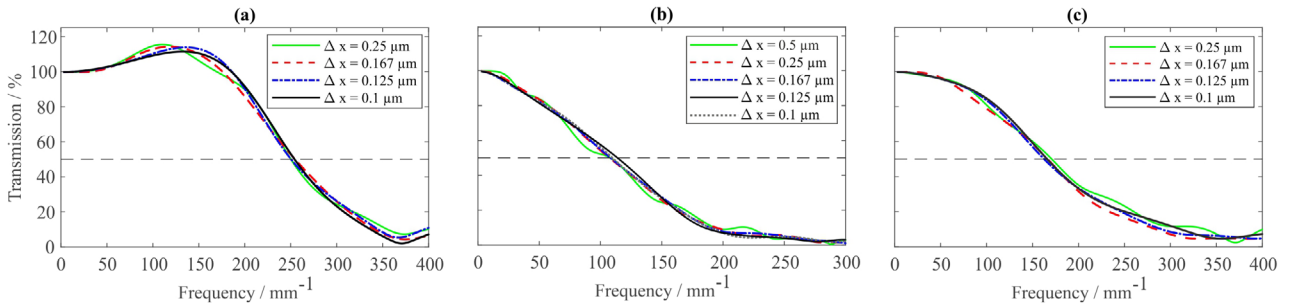 (a)
120
100
80
60
40
20
0
Transmission / %
Δ x = 0.25 μm
Δ x = 0.167 μm
Δ x = 0.125 μm
Δ x = 0.1 μm
0 50 100 150 200 250 300 350 400
Frequency / mm⁻¹
(b)
Δ x = 0.5 μm
Δ x = 0.25 μm
Δ x = 0.167 μm
Δ x = 0.125 μm
Δ x = 0.1 μm
0 50 100 150 200 250 300
Frequency / mm⁻¹
(c)
Δ x = 0.25 μm
Δ x = 0.167 μm
Δ x = 0.125 μm
Δ x = 0.1 μm
0 50 100 150 200 250 300 350 400
Frequency / mm⁻¹